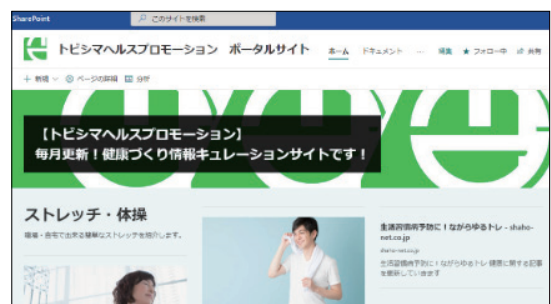 SharePoint
このサイトを検索
トビシマヘルスプロモーション ポータルサイト
ホーム ドキュメント … 編集 ★ フォロー中 共有
+ 新規 ページの詳細 分析
【トビシマヘルスプロモーション】
毎月更新！健康づくり情報キュレーションサイトです！
ストレッチ・体操
職場・自宅で出来る簡単なストレッチを紹介します。
生活習慣病予防に！ながらゆるトレ - shaho-
net.co.jp
shaho-net.co.jp
生活習慣病予防に！ながらゆるトレ 健康に関する記事
を更新していきます